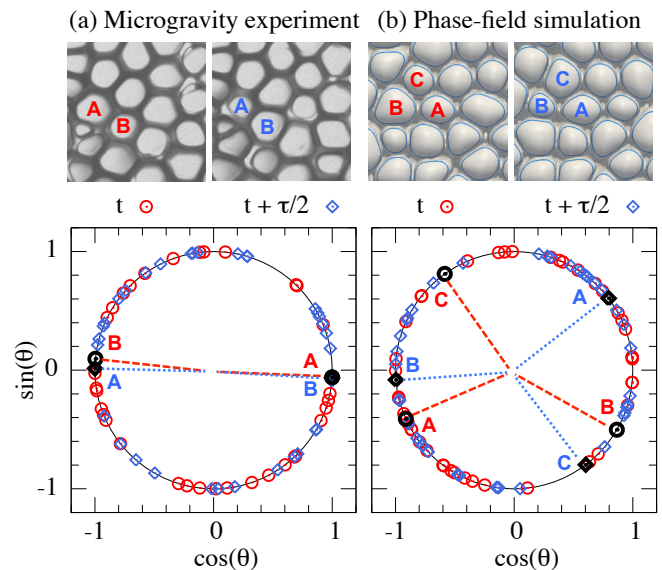 (a) Microgravity experiment (b) Phase-field simulation
A
B
A
B
C
B
A
C
B
A
t t + τ/2 t t + τ/2
1
0
-1
sin(θ)
B
A
A
B
C
A
B
B
A
C
-1 0 1 -1 0 1
cos(θ) cos(θ)